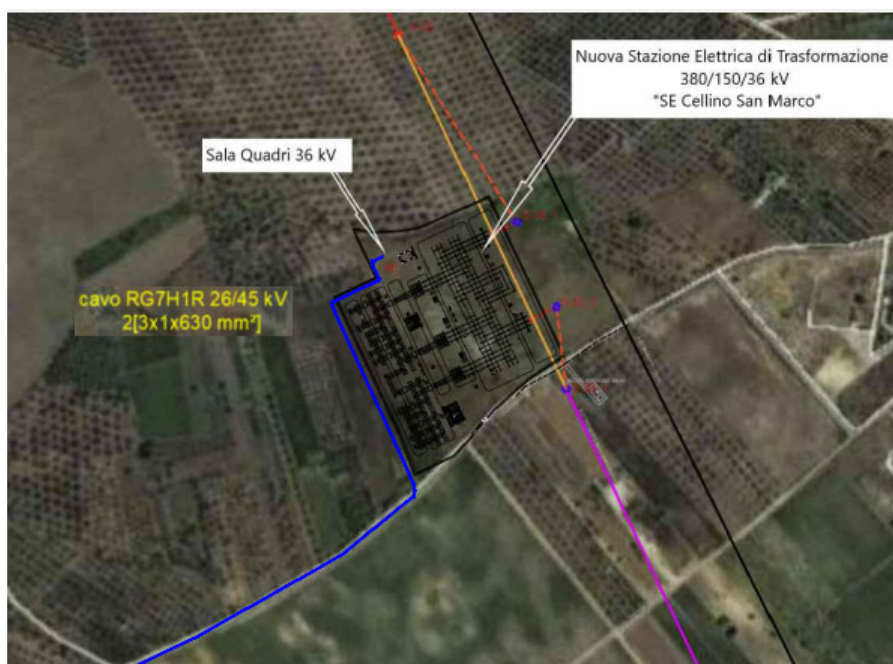 Nuova Stazione Elettrica di Trasformazione
380/150/36 kV
"SE Cellino San Marco"
Sala Quadri 36 kV
cavo RG7H1R 26/45 kV
2[3x1x630 mm²]